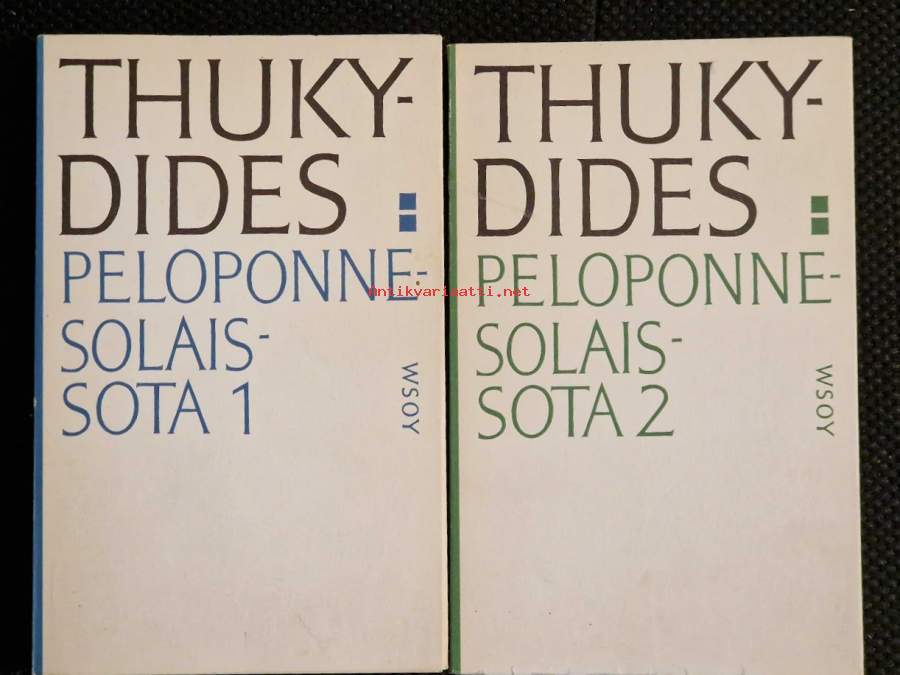 THUKY-
DIDES
PELOPONNE-
SOLAIS-
SOTA 1
WSOY
THUKY-
DIDES
PELOPONNE-
SOLAIS-
SOTA 2
WSOY
antikvariaatti.net